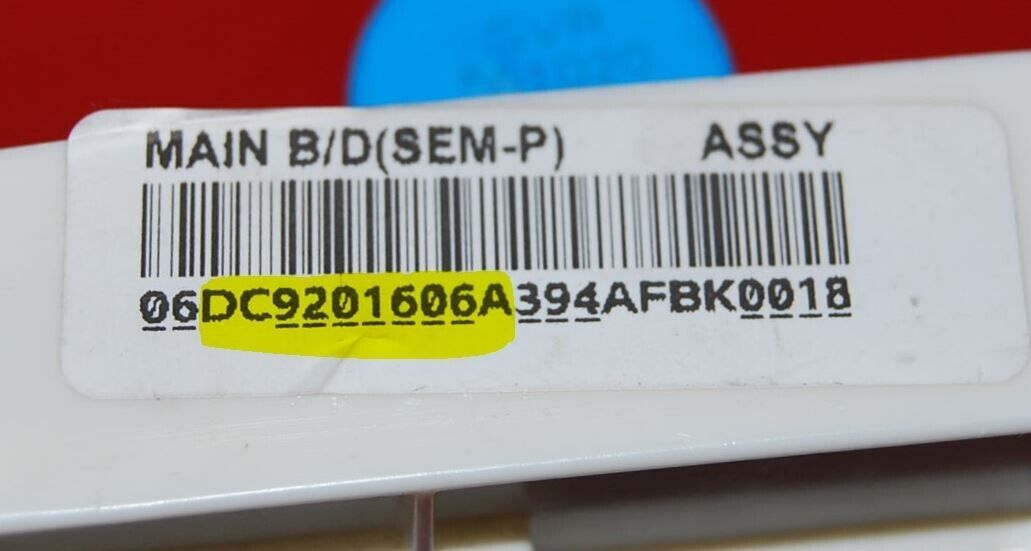 MAIN B/D(SEM-P) ASSY
06DC9201606A394AFBK0018